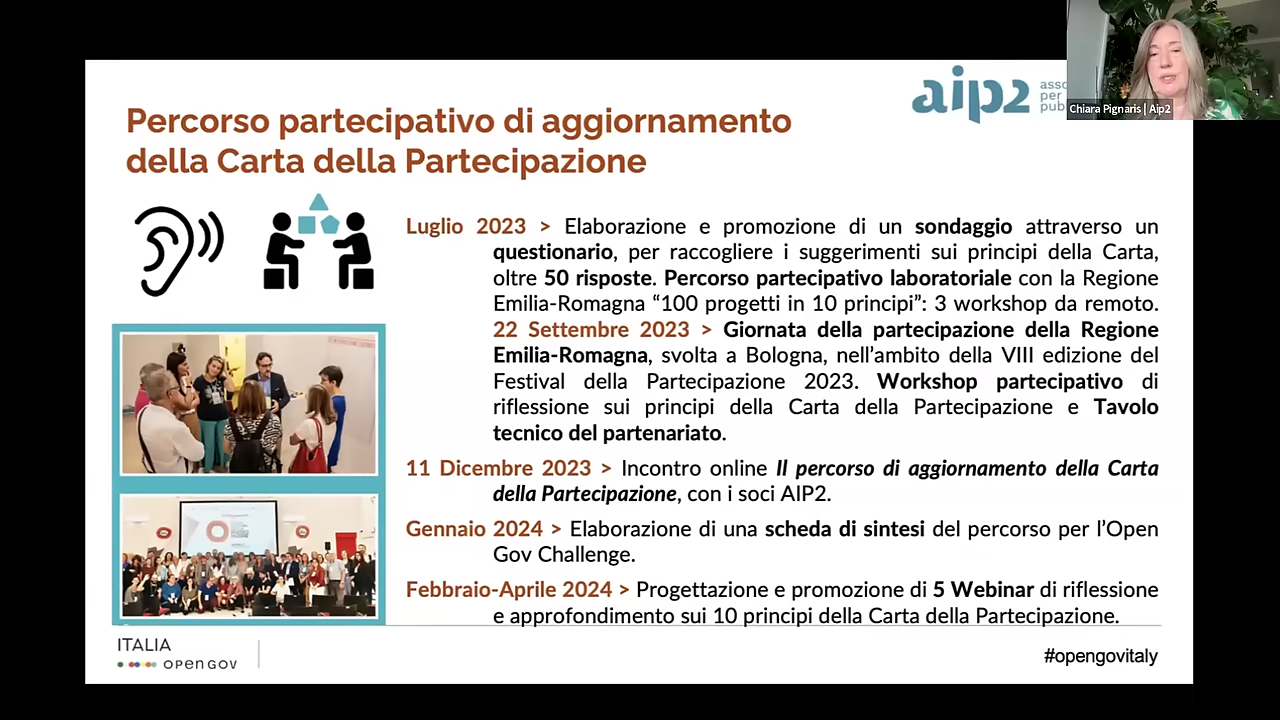 aip2
asso
per
pub
Chiara Pignaris | Aip2
Percorso partecipativo di aggiornamento
della Carta della Partecipazione
Luglio 2023 > Elaborazione e promozione di un sondaggio attraverso un
questionario, per raccogliere i suggerimenti sui principi della Carta,
oltre 50 risposte. Percorso partecipativo laboratoriale con la Regione
Emilia-Romagna “100 progetti in 10 principi”: 3 workshop da remoto.
22 Settembre 2023 > Giornata della partecipazione della Regione
Emilia-Romagna, svolta a Bologna, nell’ambito della VIII edizione del
Festival della Partecipazione 2023. Workshop partecipativo di
riflessione sui principi della Carta della Partecipazione e Tavolo
tecnico del partenariato.
11 Dicembre 2023 > Incontro online Il percorso di aggiornamento della Carta
della Partecipazione, con i soci AIP2.
Gennaio 2024 > Elaborazione di una scheda di sintesi del percorso per l’Open
Gov Challenge.
Febbraio-Aprile 2024 > Progettazione e promozione di 5 Webinar di riflessione
e approfondimento sui 10 principi della Carta della Partecipazione.
ITALIA
OPEN GOV
#opengovitaly